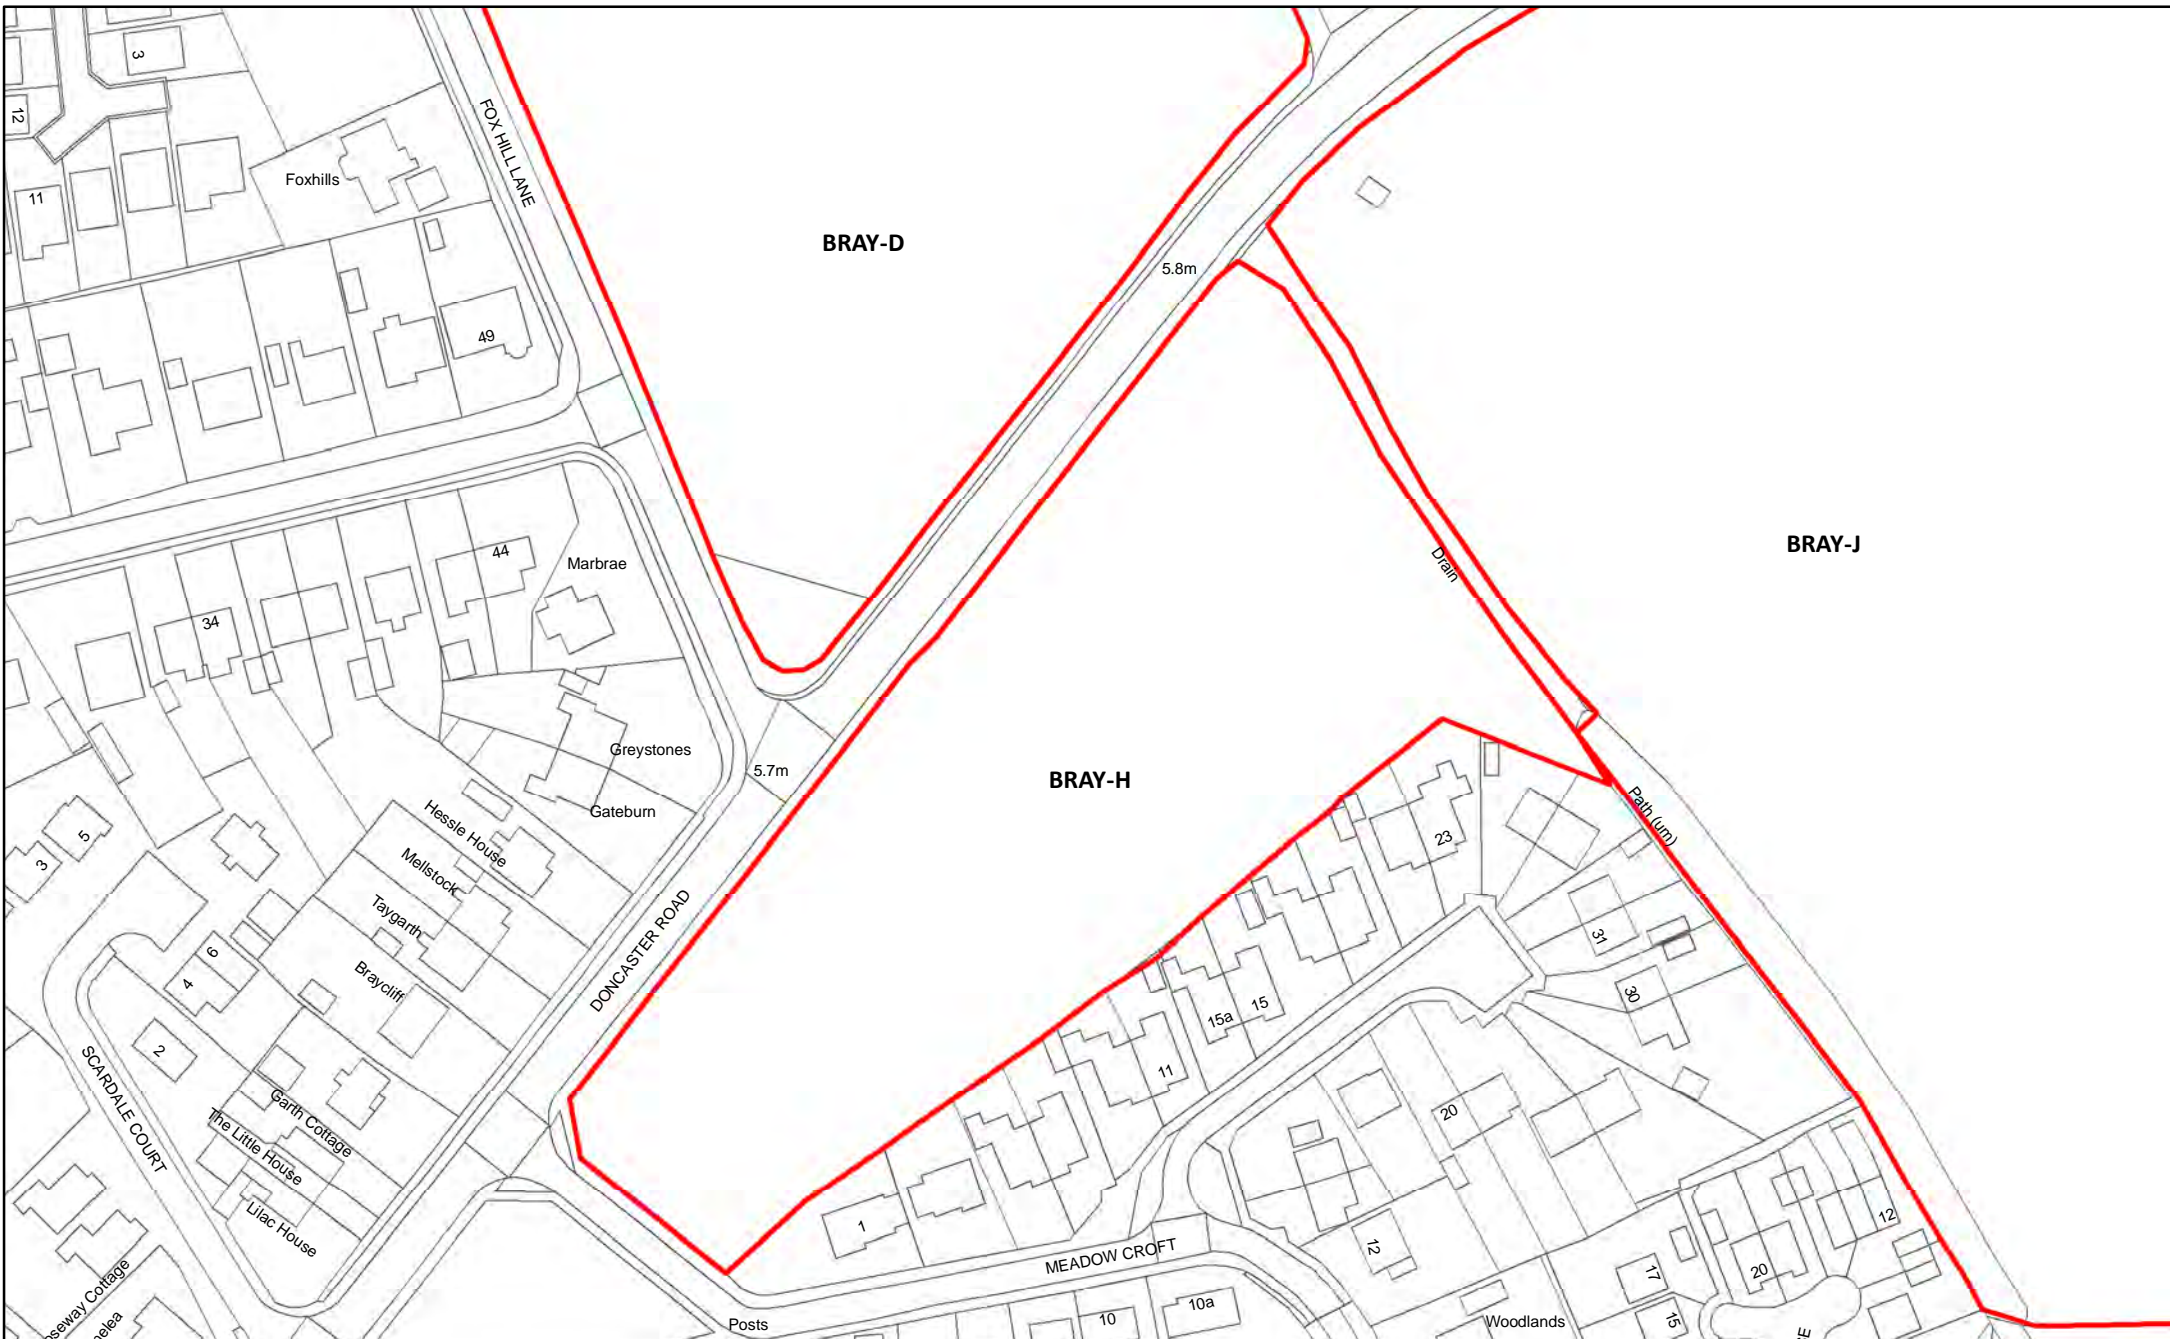 3
12
11
Foxhills
FOX HILL LANE
BRAY-D
5.8m
49
BRAY-J
Drain
44
Marbrae
34
Greystones
5.7m
BRAY-H
Gateburn
Hessle House
Mellstock
Taygarth
Braycliff
5
3
6
4
2
DONCASTER ROAD
SCARDALE COURT
Garth Cottage
The Little House
Lilac House
Path (um)
23
31
30
15
15a
11
20
1
12
MEADOW CROFT
12
20
17
15
10a
10
Posts
Woodlands
seway Cottage
elea
E